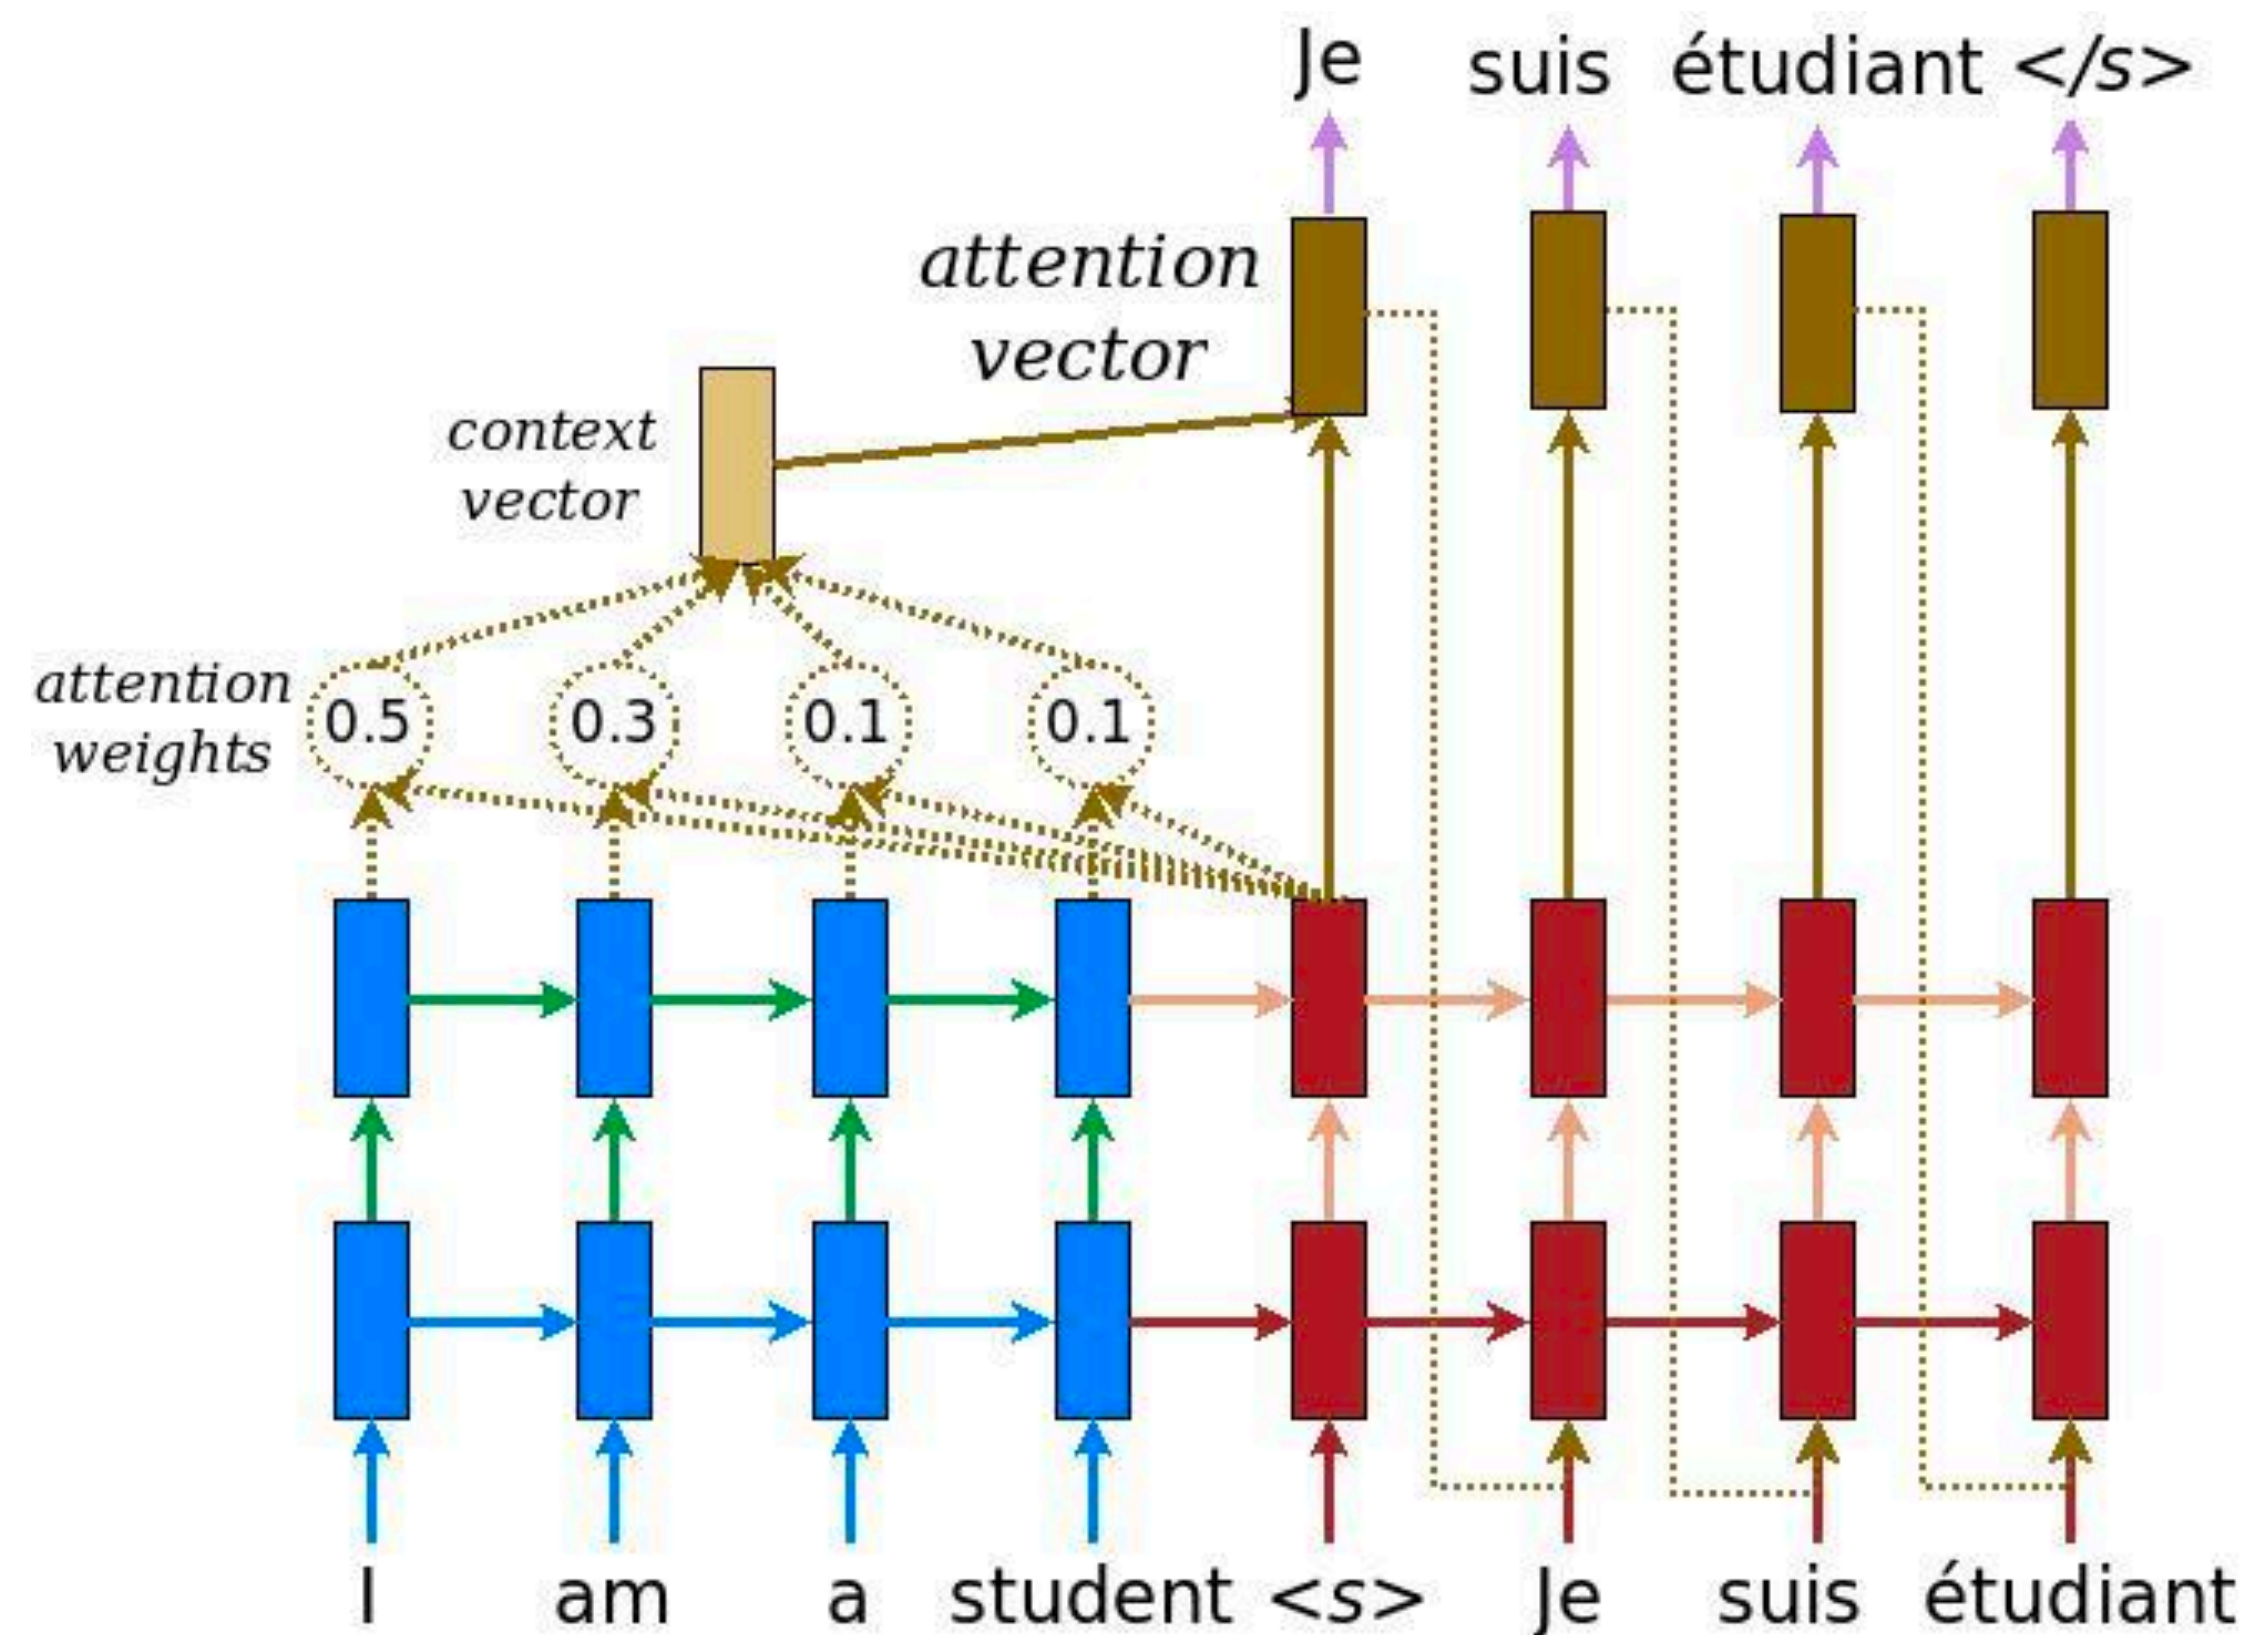 Je suis étudiant </s>
attention
vector
context
vector
attention
weights
0.5 0.3 0.1 0.1
I am a student <s> Je suis étudiant